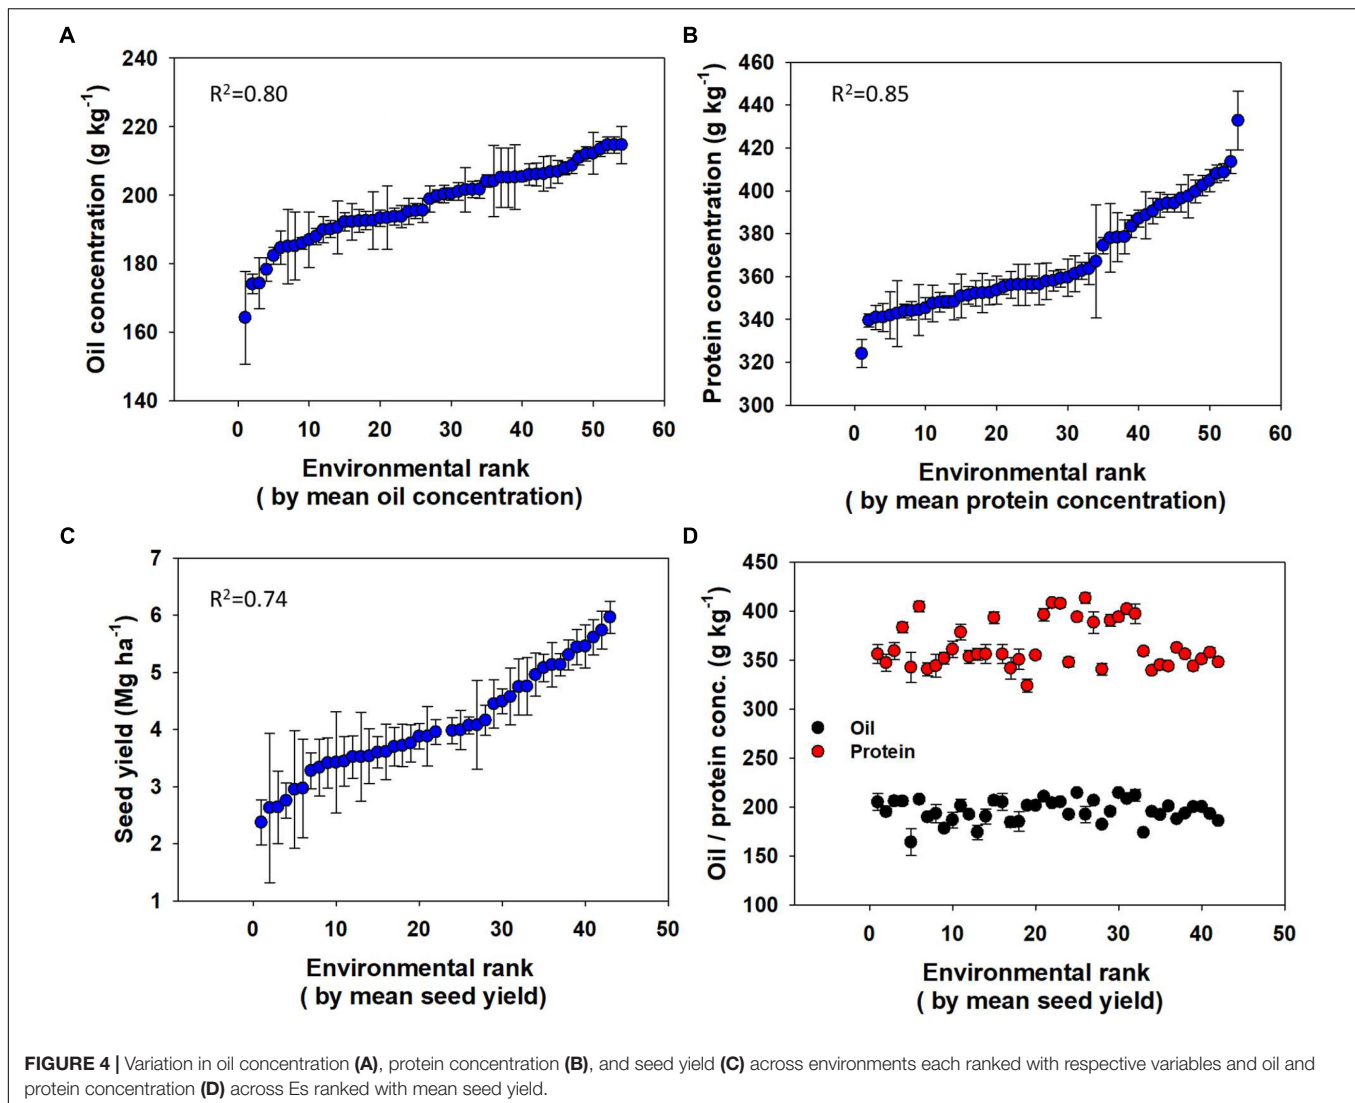 A
240
220
200
180
160
140
Oil concentration (g kg⁻¹)
R²=0.80
0 10 20 30 40 50 60
Environmental rank
( by mean oil concentration)
B
460
440
420
400
380
360
340
320
300
Protein concentration (g kg⁻¹)
R²=0.85
0 10 20 30 40 50 60
Environmental rank
( by mean protein concentration)
C
7
6
5
4
3
2
1
Seed yield (Mg ha⁻¹)
R²=0.74
0 10 20 30 40 50
Environmental rank
( by mean seed yield)
D
450
400
350
300
250
200
150
100
Oil / protein conc. (g kg⁻¹)
Oil
Protein
0 10 20 30 40 50
Environmental rank
( by mean seed yield)
FIGURE 4 | Variation in oil concentration (A), protein concentration (B), and seed yield (C) across environments each ranked with respective variables and oil and
protein concentration (D) across Es ranked with mean seed yield.